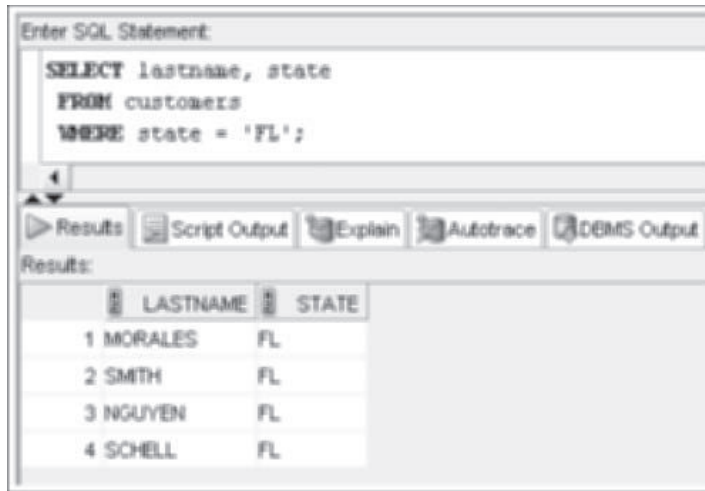 Enter SQL Statement:
SELECT lastname, state
FROM customers
WHERE state = 'FL';
Results Script Output Explain Autotrace DBMS Output
Results:
LASTNAME STATE
1 MORALES FL
2 SMITH FL
3 NGUYEN FL
4 SCHELL FL